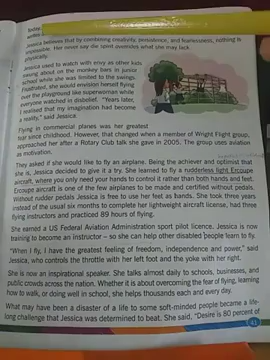 today.
Jessica believes that by combining creativity, persistence, and fearlessness, nothing is
impossible. Her never say die spirit overrides what she may lack
physically.
Jessica used to watch with envy as other kids
swing about on the monkey bars in junior
school while she was limited to the swings.
Frustrated, she would envision herself flying
over the playground like superwoman while
everyone watched in disbelief. "Years later,
I realised that my imagination had become
a reality," said Jessica.
Flying in commercial planes was her greatest
fear since childhood. However, that changed when a member of Wright Flight group,
approached her after a Rotary Club talk she gave in 2005. The group uses aviation
as motivation.
They asked if she would like to fly an airplane. Being the achiever and optimist that
she is, Jessica decided to give it a try. She learned to fly a rudderless light Ercoupe
aircraft, where you only need your hands to control it rather than both hands and feet.
Ercoupe aircraft is one of the few airplanes to be made and certified without pedals.
Without rudder pedals Jessica is free to use her feet as hands. She took three years
instead of the usual six months to complete her lightweight aircraft license, had three
flying instructors and practiced 89 hours of flying.
She earned a US Federal Aviation Administration sport pilot licence. Jessica is now
training to become an instructor – so she can help other disabled people learn to fly.
"When I fly, I have the greatest feeling of freedom, independence and power," said
Jessica, who controls the throttle with her left foot and the yoke with her right.
She is now an inspirational speaker. She talks almost daily to schools, businesses, and
public crowds across the nation. Whether it is about overcoming the fear of flying, learning
how to walk, or doing well in school, she helps thousands each and every day.
What may have been a disaster of a life to some soft-minded people became a life-
long challenge that Jessica was determined to beat. She said, "Desire is 80 percent of